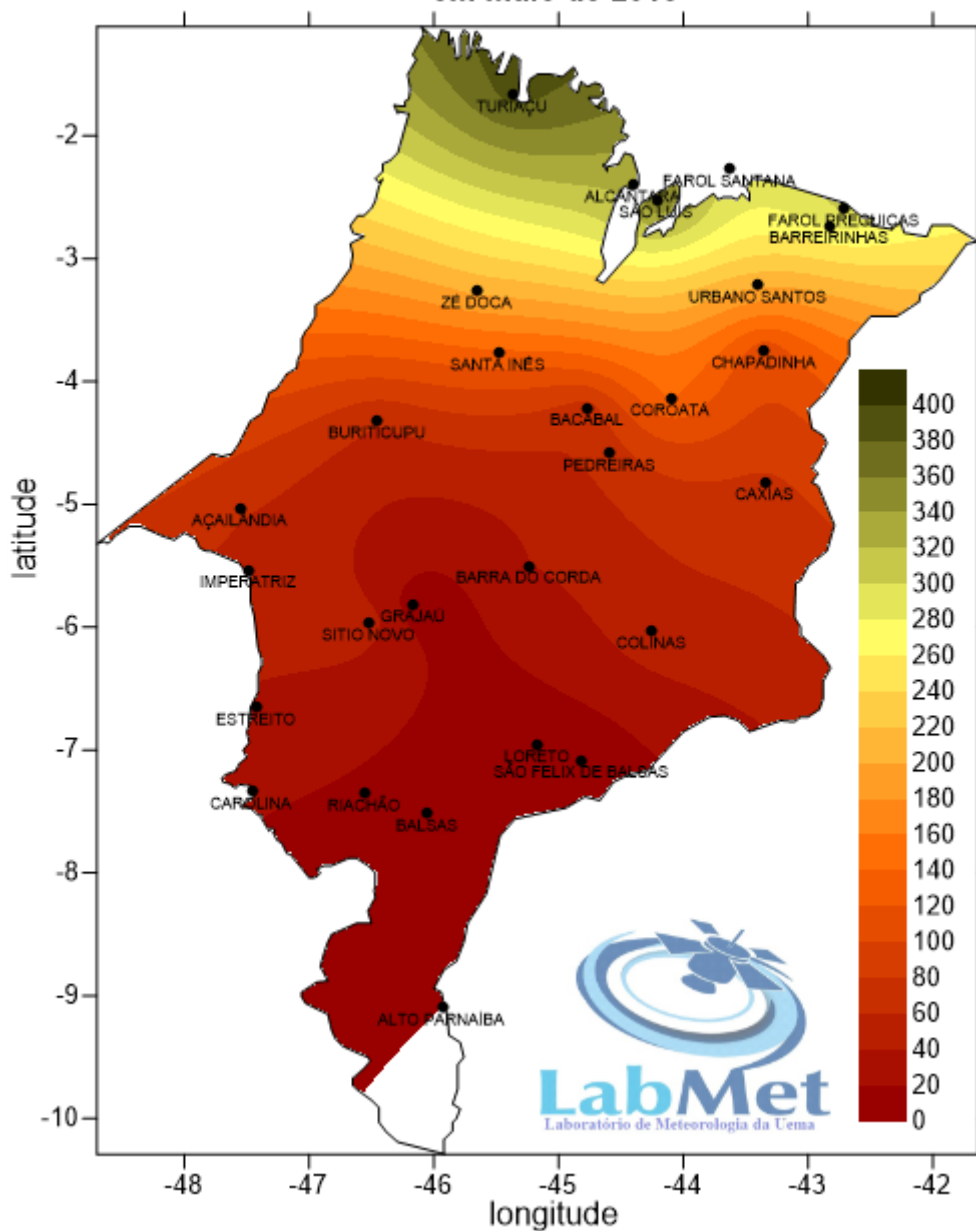 TURIAÇU
-2
FAROL SANTANA
ALCANTARA
SÃO LUÍS
FAROL PREGUIÇAS
BARREIRINHAS
-3
ZÉ DOCA
URBANO SANTOS
SANTA INÊS
CHAPADINHA
-4
400
BACABAL
COROATÁ
380
BURITICUPU
360
PEDREIRAS
340
CAXIAS
-5
AÇAILANDIA
320
latitude
300
IMPERATRIZ
BARRA DO CORDA
280
GRAJAÚ
-6
SITIO NOVO
COLINAS
260
240
ESTREITO
220
-7
LORETO
SÃO FELIX DE BALSAS
200
CAROLINA
RIACHÃO
180
BALSAS
160
-8
140
120
100
-9
80
ALTO PARNAÍBA
60
40
LabMet
20
-10
Laboratório de Meteorologia da Uema
0
-48 -47 -46 -45 -44 -43 -42
longitude